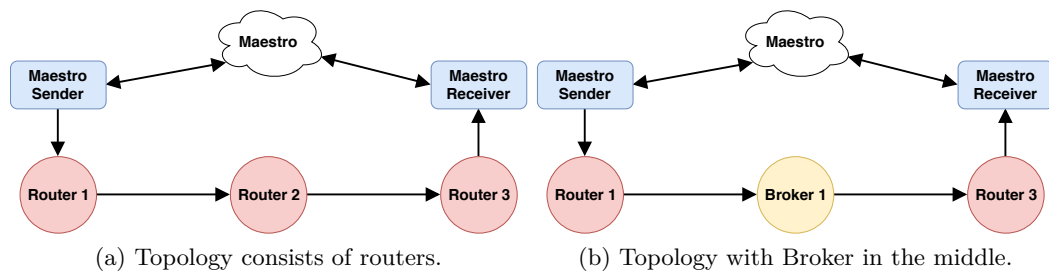 Maestro
Maestro
Sender
Maestro
Receiver
Router 1
Router 2
Router 3
(a) Topology consists of routers.
Maestro
Maestro
Sender
Maestro
Receiver
Router 1
Broker 1
Router 3
(b) Topology with Broker in the middle.